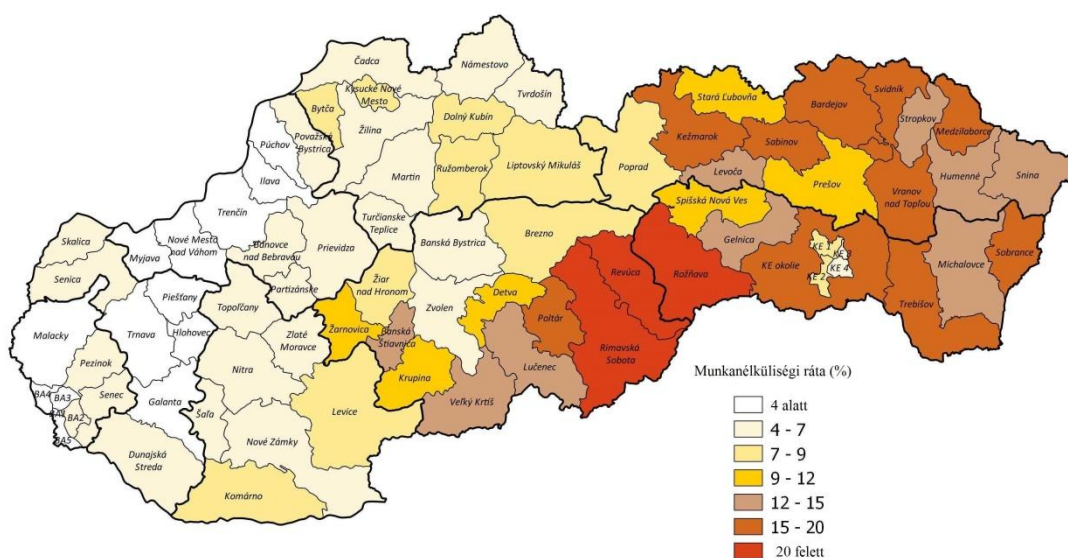 Čadca
Námestovo
Tvrdošín
Kysucké Nové
Mesto
Bytča
Dolný Kubín
Žilina
Považská
Bystrica
Púchov
Ilava
Martin
Ružomberok
Liptovský Mikuláš
Poprad
Stará Ľubovňa
Kežmarok
Levoča
Sabinov
Bardejov
Svidník
Stropkov
Medzilaborce
Prešov
Vranov
nad Topľou
Humenné
Snina
Spišská Nová Ves
Gelnica
Rožňava
KE okolie
KE 1
KE 2
KE 3
KE 4
Michalovce
Sobrance
Trebišov
Trenčín
Turčianske
Teplice
Prievidza
Bánovce
nad Bebravou
Partizánske
Nové Mesto
nad Váhom
Myjava
Skalica
Senica
Malacky
Piešťany
Trnava
Hlohovec
Topoľčany
Zlaté
Moravce
Nitra
Pezinok
Senec
Galanta
Šaľa
BA4
BA3
BA1
BA2
BA5
Dunajská
Streda
Nové Zámky
Komárno
Levice
Banská Bystrica
Brezno
Žiar
nad Hronom
Zvolen
Detva
Žarnovica
Banská
Štiavnica
Krupina
Veľký Krtíš
Lučenec
Poltár
Revúca
Rimavská
Sobota
Munkanélküliségi ráta (%)
4 alatt
4 - 7
7 - 9
9 - 12
12 - 15
15 - 20
20 felett